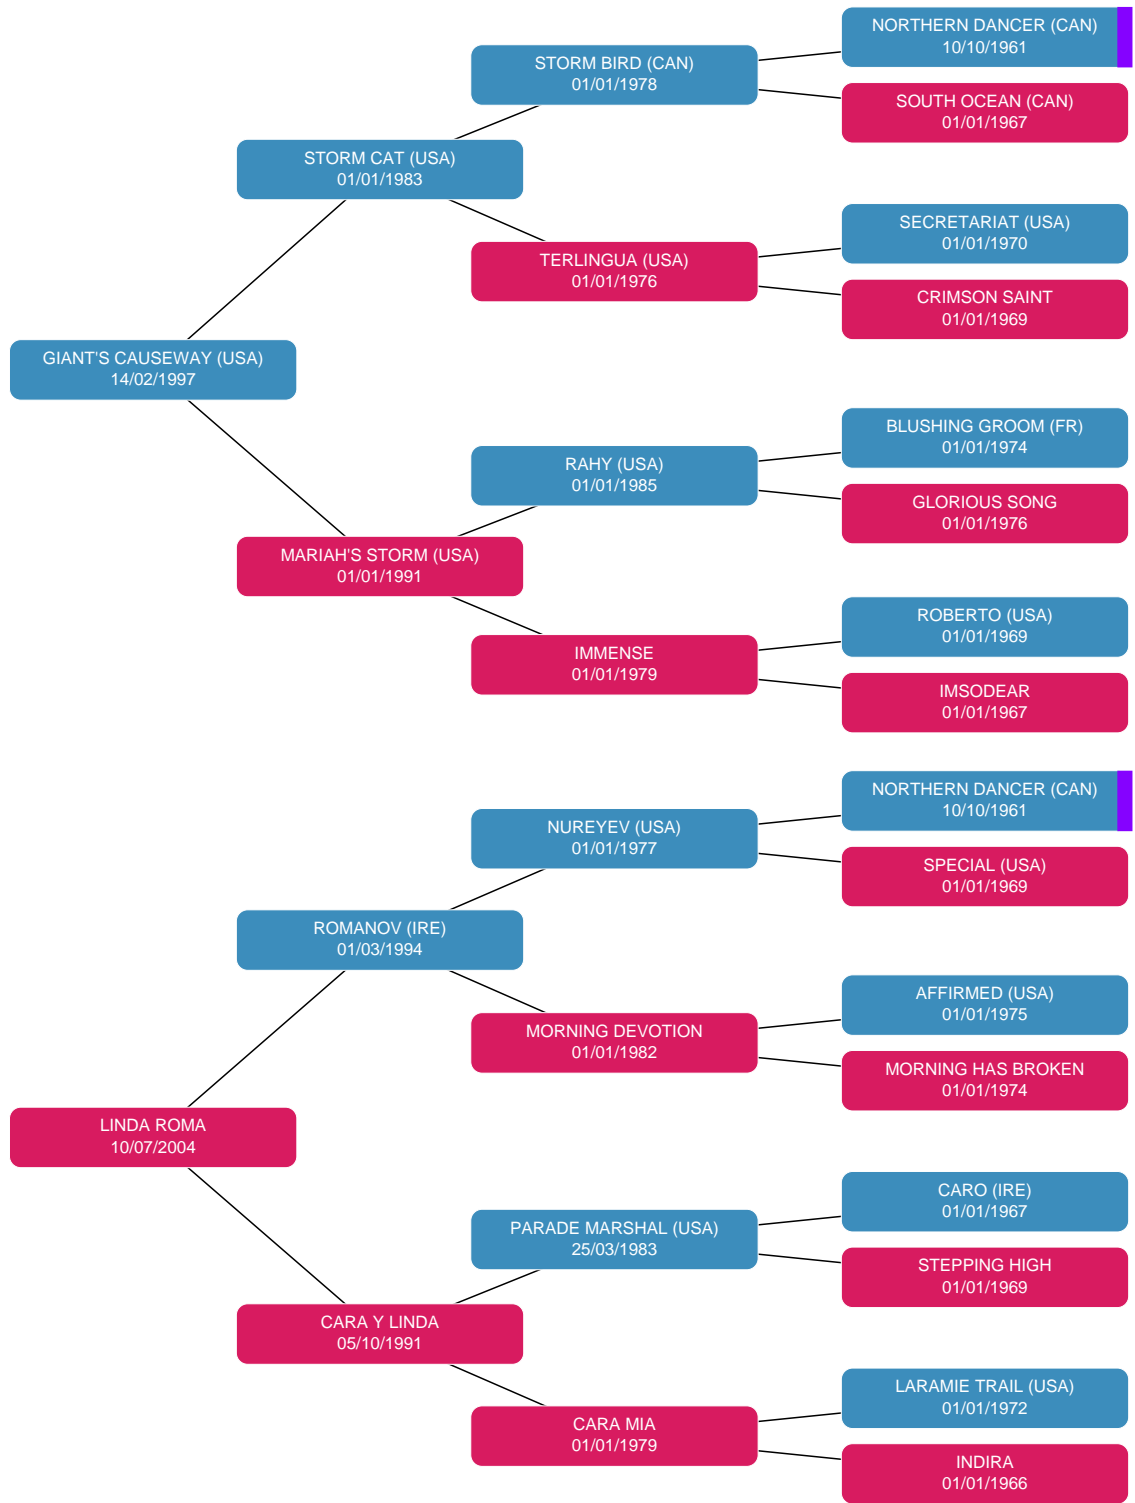 NORTHERN DANCER (CAN)
10/10/1961
STORM BIRD (CAN)
01/01/1978
SOUTH OCEAN (CAN)
01/01/1967
STORM CAT (USA)
01/01/1983
SECRETARIAT (USA)
01/01/1970
TERLINGUA (USA)
01/01/1976
CRIMSON SAINT
01/01/1969
GIANT'S CAUSEWAY (USA)
14/02/1997
BLUSHING GROOM (FR)
01/01/1974
RAHY (USA)
01/01/1985
GLORIOUS SONG
01/01/1976
MARIAH'S STORM (USA)
01/01/1991
ROBERTO (USA)
01/01/1969
IMMENSE
01/01/1979
IMSODEAR
01/01/1967
NORTHERN DANCER (CAN)
10/10/1961
NUREYEV (USA)
01/01/1977
SPECIAL (USA)
01/01/1969
ROMANOV (IRE)
01/03/1994
AFFIRMED (USA)
01/01/1975
MORNING DEVOTION
01/01/1982
MORNING HAS BROKEN
01/01/1974
LINDA ROMA
10/07/2004
CARO (IRE)
01/01/1967
PARADE MARSHAL (USA)
25/03/1983
STEPPING HIGH
01/01/1969
CARA Y LINDA
05/10/1991
LARAMIE TRAIL (USA)
01/01/1972
CARA MIA
01/01/1979
INDIRA
01/01/1966